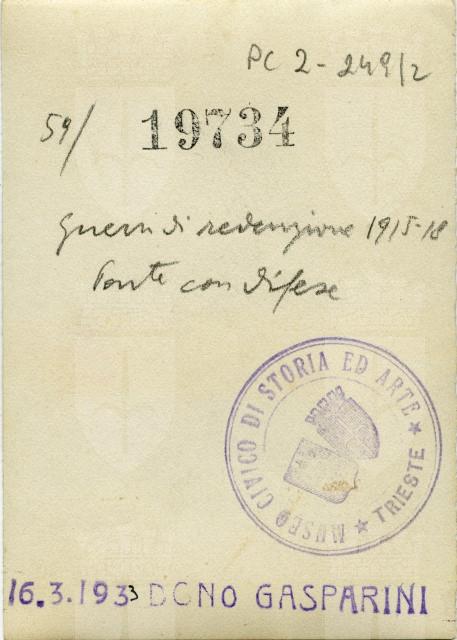 PC 2-249/2
59/ 19734
Guerra di redenzione 1915-18
Ponte con difese
MUSEO CIVICO DI STORIA ED ARTE ★ TRIESTE ★
16.3.1933 DONO GASPARINI